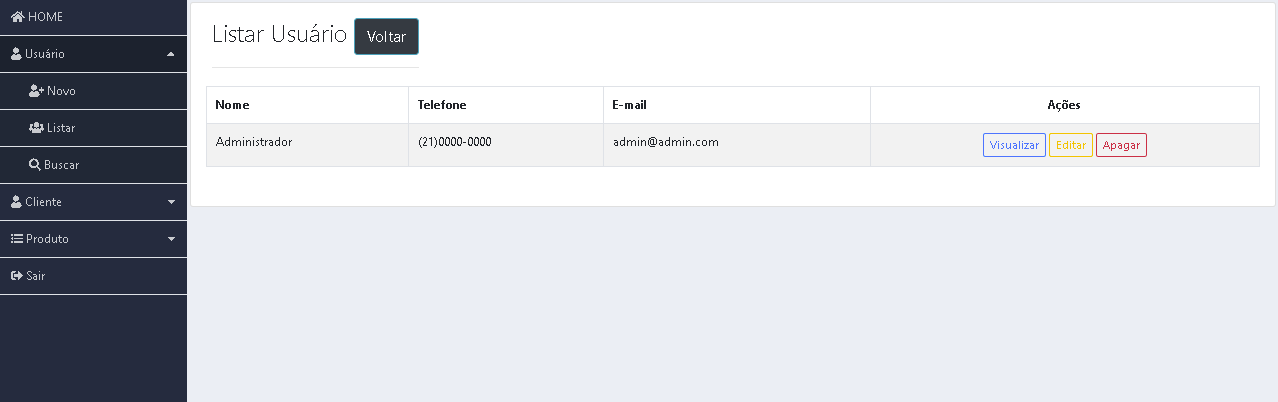 HOME
Usuário
Novo
Listar
Buscar
Cliente
Produto
Sair
Listar Usuário Voltar
Nome Telefone E-mail Ações
Administrador (21)0000-0000 admin@admin.com Visualizar Editar Apagar